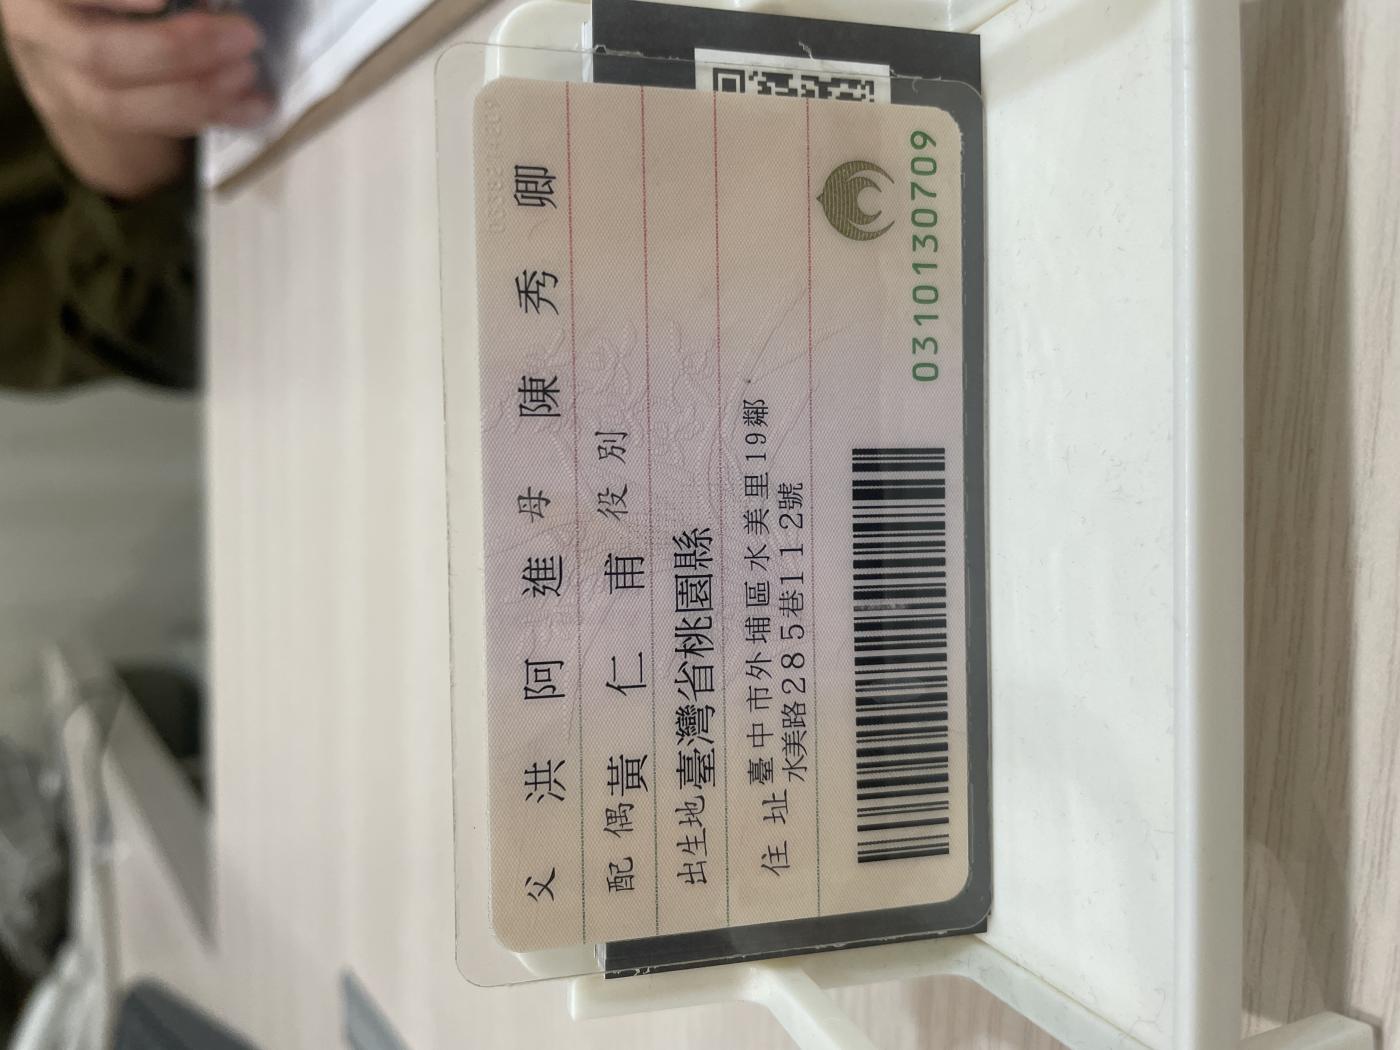 父 洪 阿 進 母 陳 秀 卿
配偶 黃 仁 甫 役別
出生地 臺灣省桃園縣
住址 臺中市外埔區水美里19鄰
水美路285巷112號
0310130709